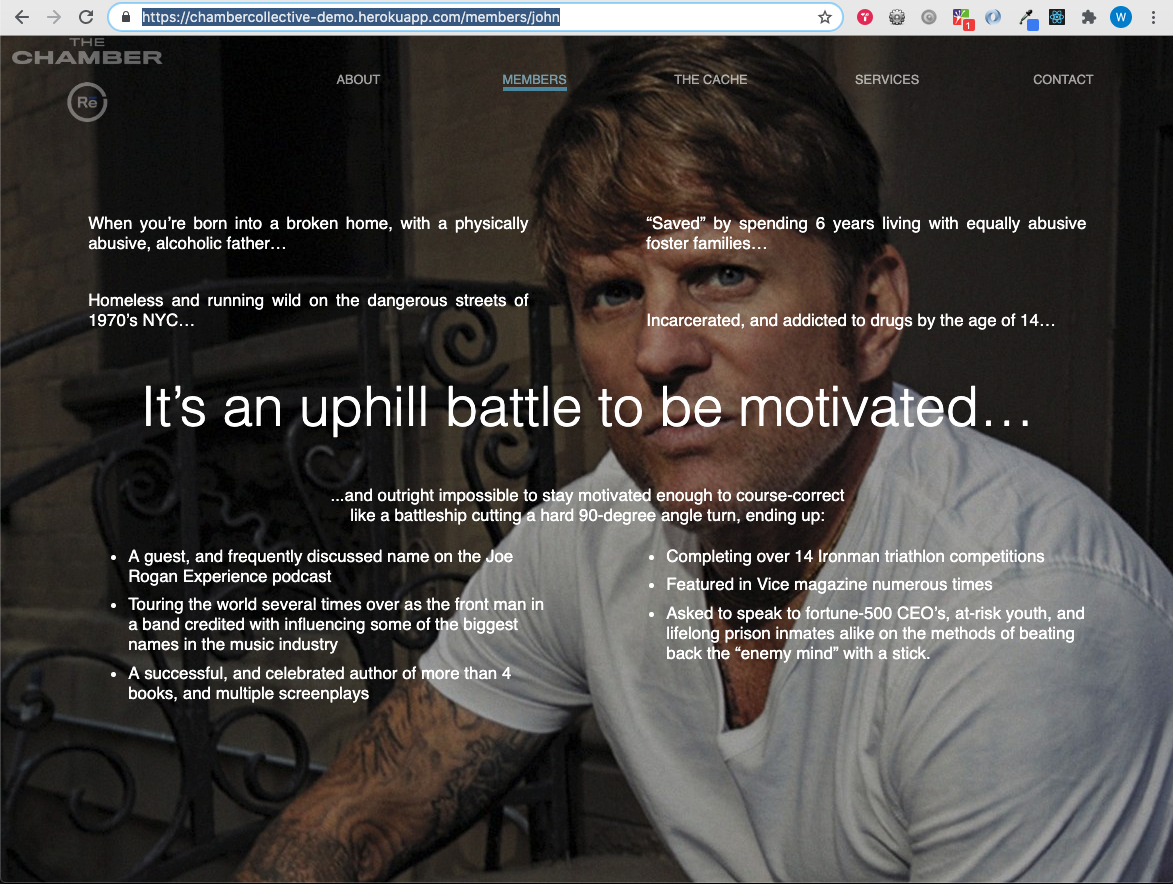 https://chambercollective-demo.herokuapp.com/members/john
1
W
THE
CHAMBER
Re
ABOUT
MEMBERS
THE CACHE
SERVICES
CONTACT
When you’re born into a broken home, with a physically
abusive, alcoholic father…
“Saved” by spending 6 years living with equally abusive
foster families…
Homeless and running wild on the dangerous streets of
1970’s NYC…
Incarcerated, and addicted to drugs by the age of 14…
It’s an uphill battle to be motivated…
...and outright impossible to stay motivated enough to course-correct
like a battleship cutting a hard 90-degree angle turn, ending up:
• A guest, and frequently discussed name on the Joe
Rogan Experience podcast
• Touring the world several times over as the front man in
a band credited with influencing some of the biggest
names in the music industry
• A successful, and celebrated author of more than 4
books, and multiple screenplays
• Completing over 14 Ironman triathlon competitions
• Featured in Vice magazine numerous times
• Asked to speak to fortune-500 CEO’s, at-risk youth, and
lifelong prison inmates alike on the methods of beating
back the “enemy mind” with a stick.